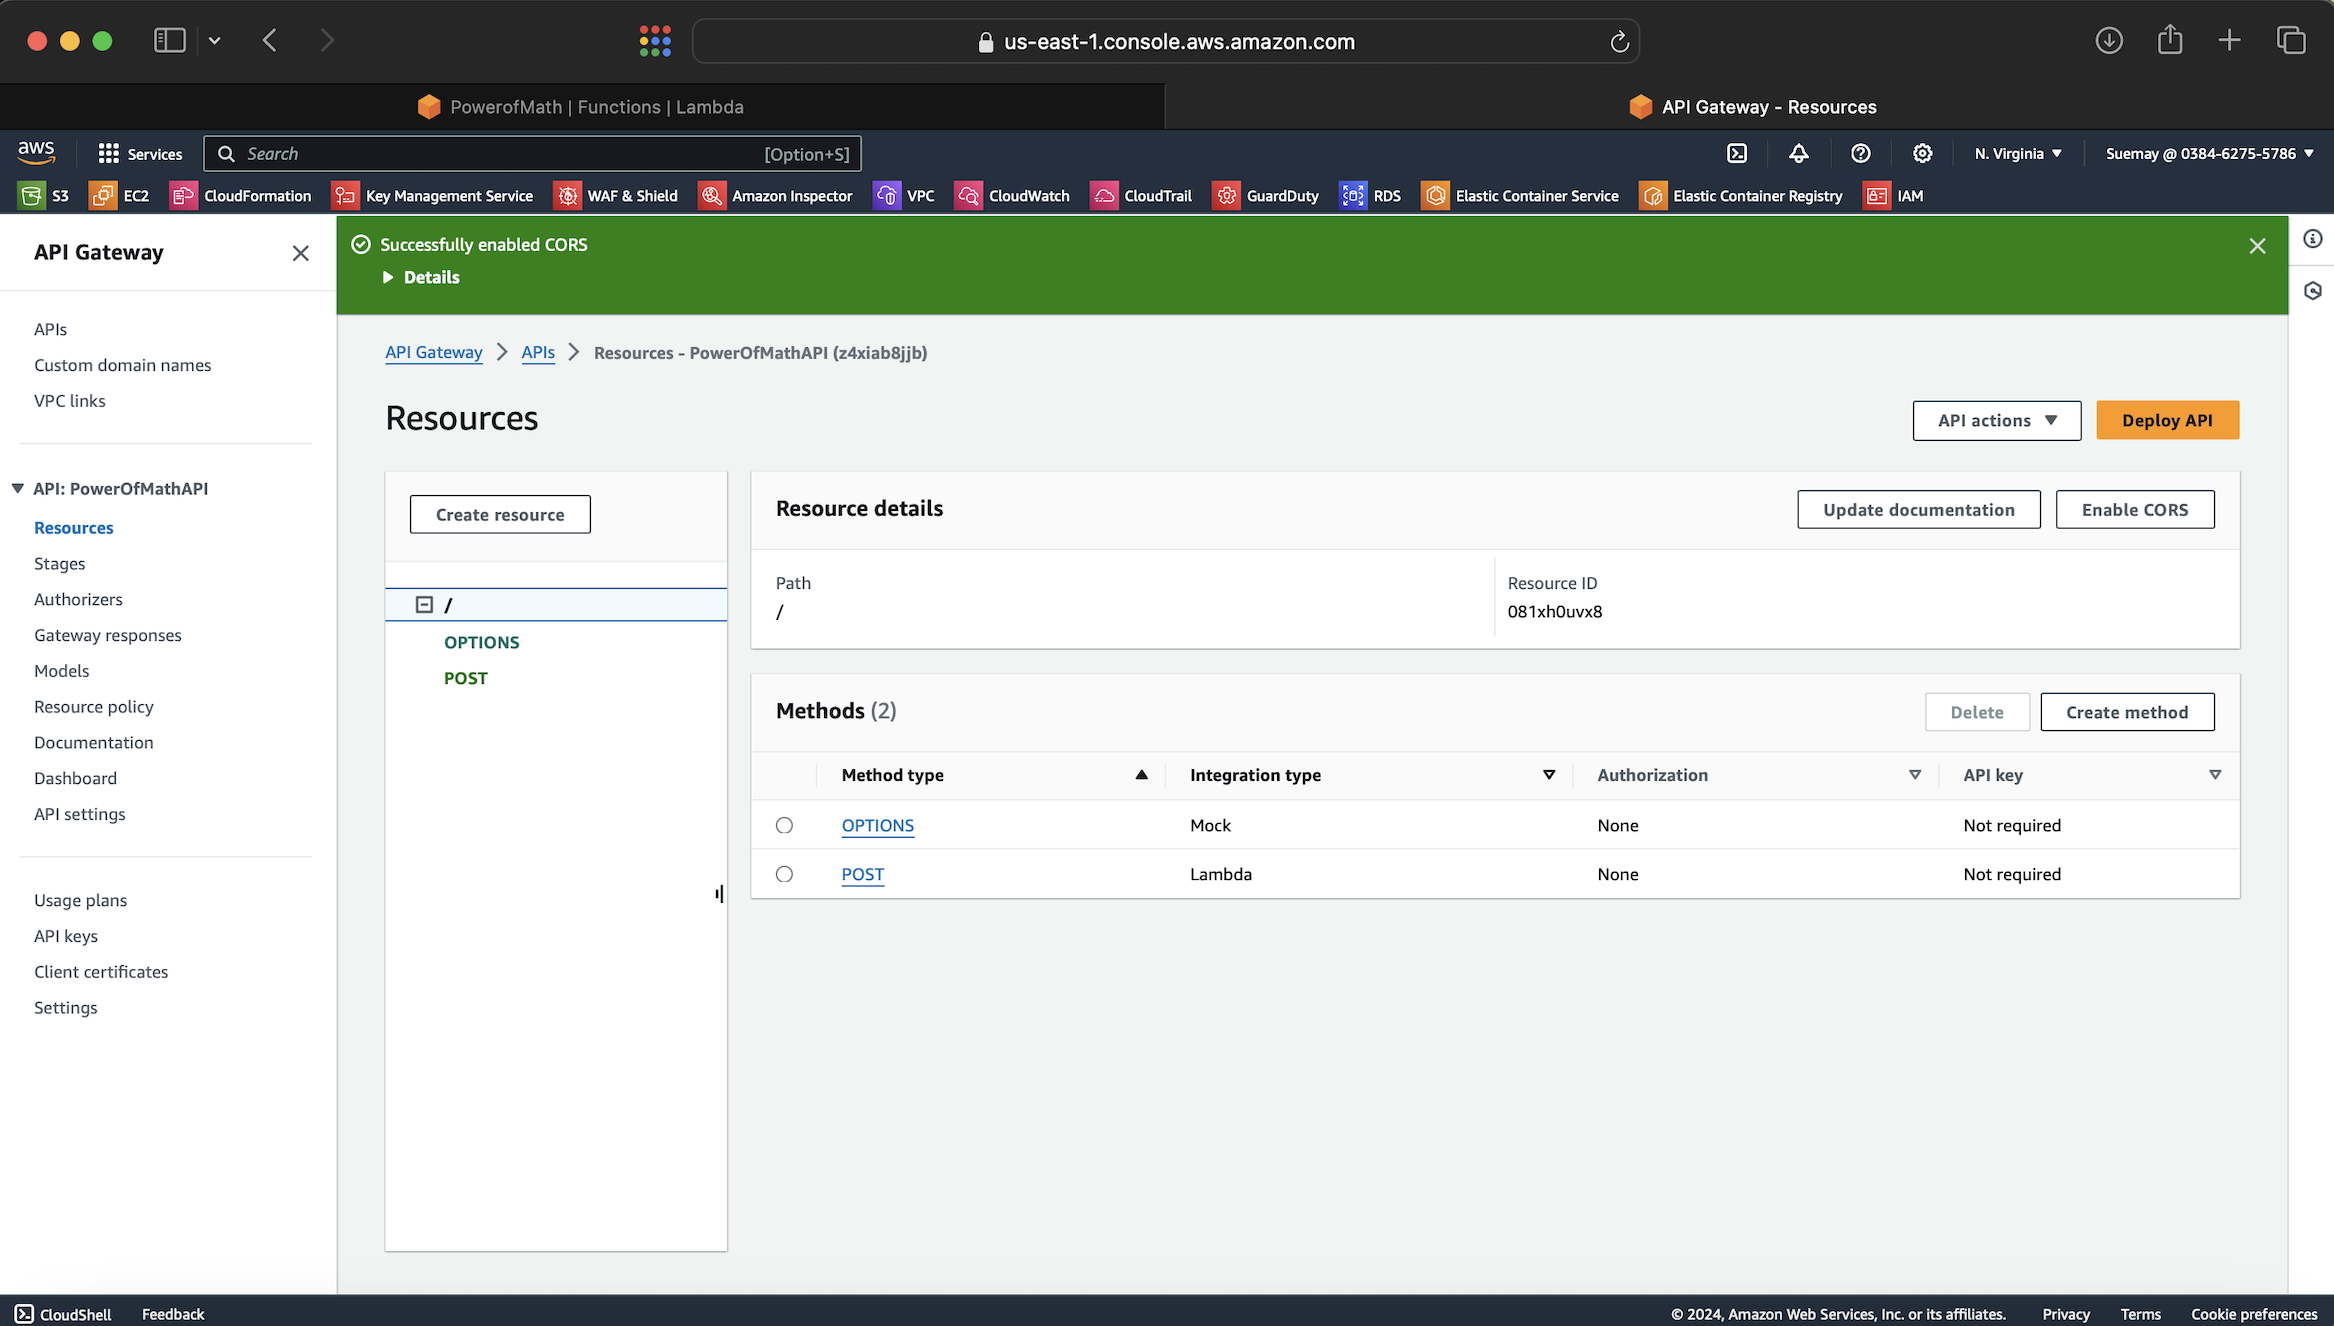 us-east-1.console.aws.amazon.com
PowerofMath | Functions | Lambda
API Gateway - Resources
aws
Services
Search
[Option+S]
N. Virginia
Suemay @ 0384-6275-5786
S3
EC2
CloudFormation
Key Management Service
WAF & Shield
Amazon Inspector
VPC
CloudWatch
CloudTrail
GuardDuty
RDS
Elastic Container Service
Elastic Container Registry
IAM
API Gateway
APIs
Custom domain names
VPC links
API: PowerOfMathAPI
Resources
Stages
Authorizers
Gateway responses
Models
Resource policy
Documentation
Dashboard
API settings
Usage plans
API keys
Client certificates
Settings
Successfully enabled CORS
Details
API Gateway > APIs > Resources - PowerOfMathAPI (z4xiab8jjb)
Resources
API actions
Deploy API
Create resource
/
OPTIONS
POST
Resource details
Update documentation
Enable CORS
Path
/
Resource ID
081xh0uvx8
Methods (2)
Delete
Create method
Method type
Integration type
Authorization
API key
OPTIONS
Mock
None
Not required
POST
Lambda
None
Not required
CloudShell
Feedback
© 2024, Amazon Web Services, Inc. or its affiliates.
Privacy
Terms
Cookie preferences